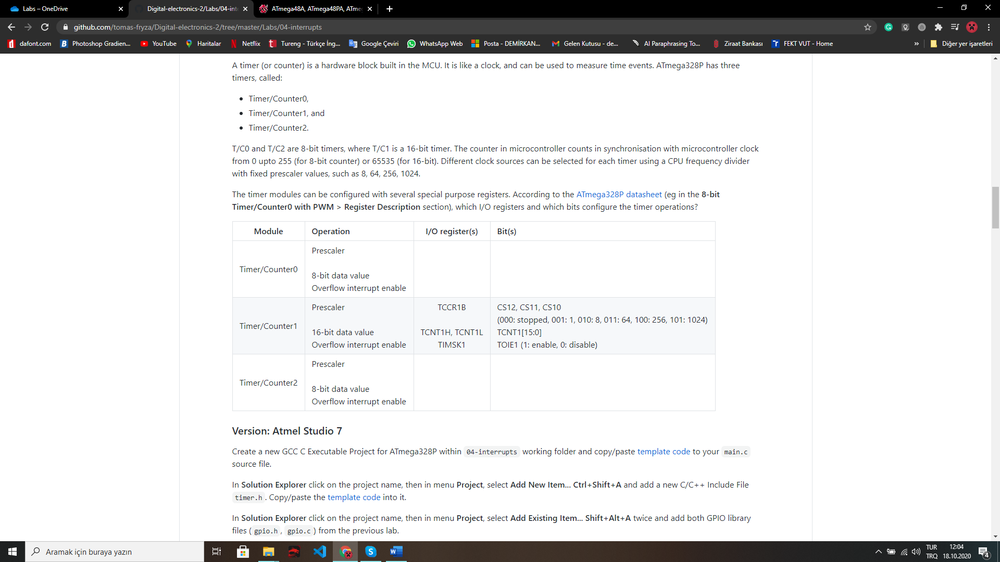 Labs – OneDrive
Digital-electronics-2/Labs/04-inte
ATmega48A, ATmega48PA, ATme
github.com/tomas-fryza/Digital-electronics-2/tree/master/Labs/04-interrupts
dafont.com
Photoshop Gradien...
YouTube
Haritalar
Netflix
Tureng - Türkçe İng...
Google Çeviri
WhatsApp Web
Posta - DEMİRKAN...
Gelen Kutusu - de...
AI Paraphrasing To...
Ziraat Bankası
FEKT VUT - Home
»
Diğer yer işaretleri
A timer (or counter) is a hardware block built in the MCU. It is like a clock, and can be used to measure time events. ATmega328P has three
timers, called:
• Timer/Counter0,
• Timer/Counter1, and
• Timer/Counter2.
T/C0 and T/C2 are 8-bit timers, where T/C1 is a 16-bit timer. The counter in microcontroller counts in synchronisation with microcontroller clock
from 0 upto 255 (for 8-bit counter) or 65535 (for 16-bit). Different clock sources can be selected for each timer using a CPU frequency divider
with fixed prescaler values, such as 8, 64, 256, 1024.
The timer modules can be configured with several special purpose registers. According to the ATmega328P datasheet (eg in the 8-bit
Timer/Counter0 with PWM > Register Description section), which I/O registers and which bits configure the timer operations?
Module Operation I/O register(s) Bit(s)
Prescaler
Timer/Counter0
8-bit data value
Overflow interrupt enable
Prescaler TCCR1B CS12, CS11, CS10
(000: stopped, 001: 1, 010: 8, 011: 64, 100: 256, 101: 1024)
Timer/Counter1
16-bit data value TCNT1H, TCNT1L TCNT1[15:0]
Overflow interrupt enable TIMSK1 TOIE1 (1: enable, 0: disable)
Prescaler
Timer/Counter2
8-bit data value
Overflow interrupt enable
Version: Atmel Studio 7
Create a new GCC C Executable Project for ATmega328P within 04-interrupts working folder and copy/paste template code to your main.c
source file.
In Solution Explorer click on the project name, then in menu Project, select Add New Item... Ctrl+Shift+A and add a new C/C++ Include File
timer.h . Copy/paste the template code into it.
In Solution Explorer click on the project name, then in menu Project, select Add Existing Item... Shift+Alt+A twice and add both GPIO library
files ( gpio.h , gpio.c ) from the previous lab.
Aramak için buraya yazın
TUR
TRQ
12:04
18.10.2020
4